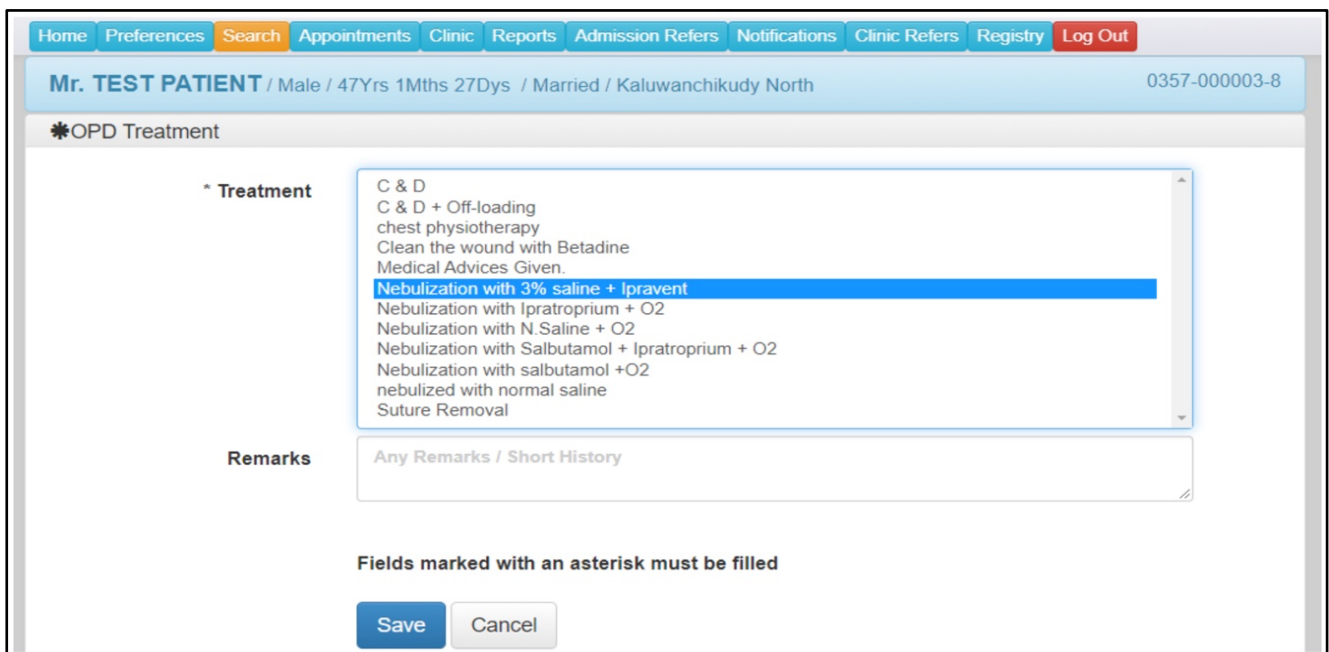 Home Preferences Search Appointments Clinic Reports Admission Refers Notifications Clinic Refers Registry Log Out
Mr. TEST PATIENT / Male / 47Yrs 1Mths 27Dys / Married / Kaluwanchikudy North 0357-000003-8
✱OPD Treatment
* Treatment
C & D
C & D + Off-loading
chest physiotherapy
Clean the wound with Betadine
Medical Advices Given.
Nebulization with 3% saline + Ipravent
Nebulization with Ipratroprium + O2
Nebulization with N.Saline + O2
Nebulization with Salbutamol + Ipratroprium + O2
Nebulization with salbutamol +O2
nebulized with normal saline
Suture Removal
Remarks Any Remarks / Short History
Fields marked with an asterisk must be filled
Save Cancel